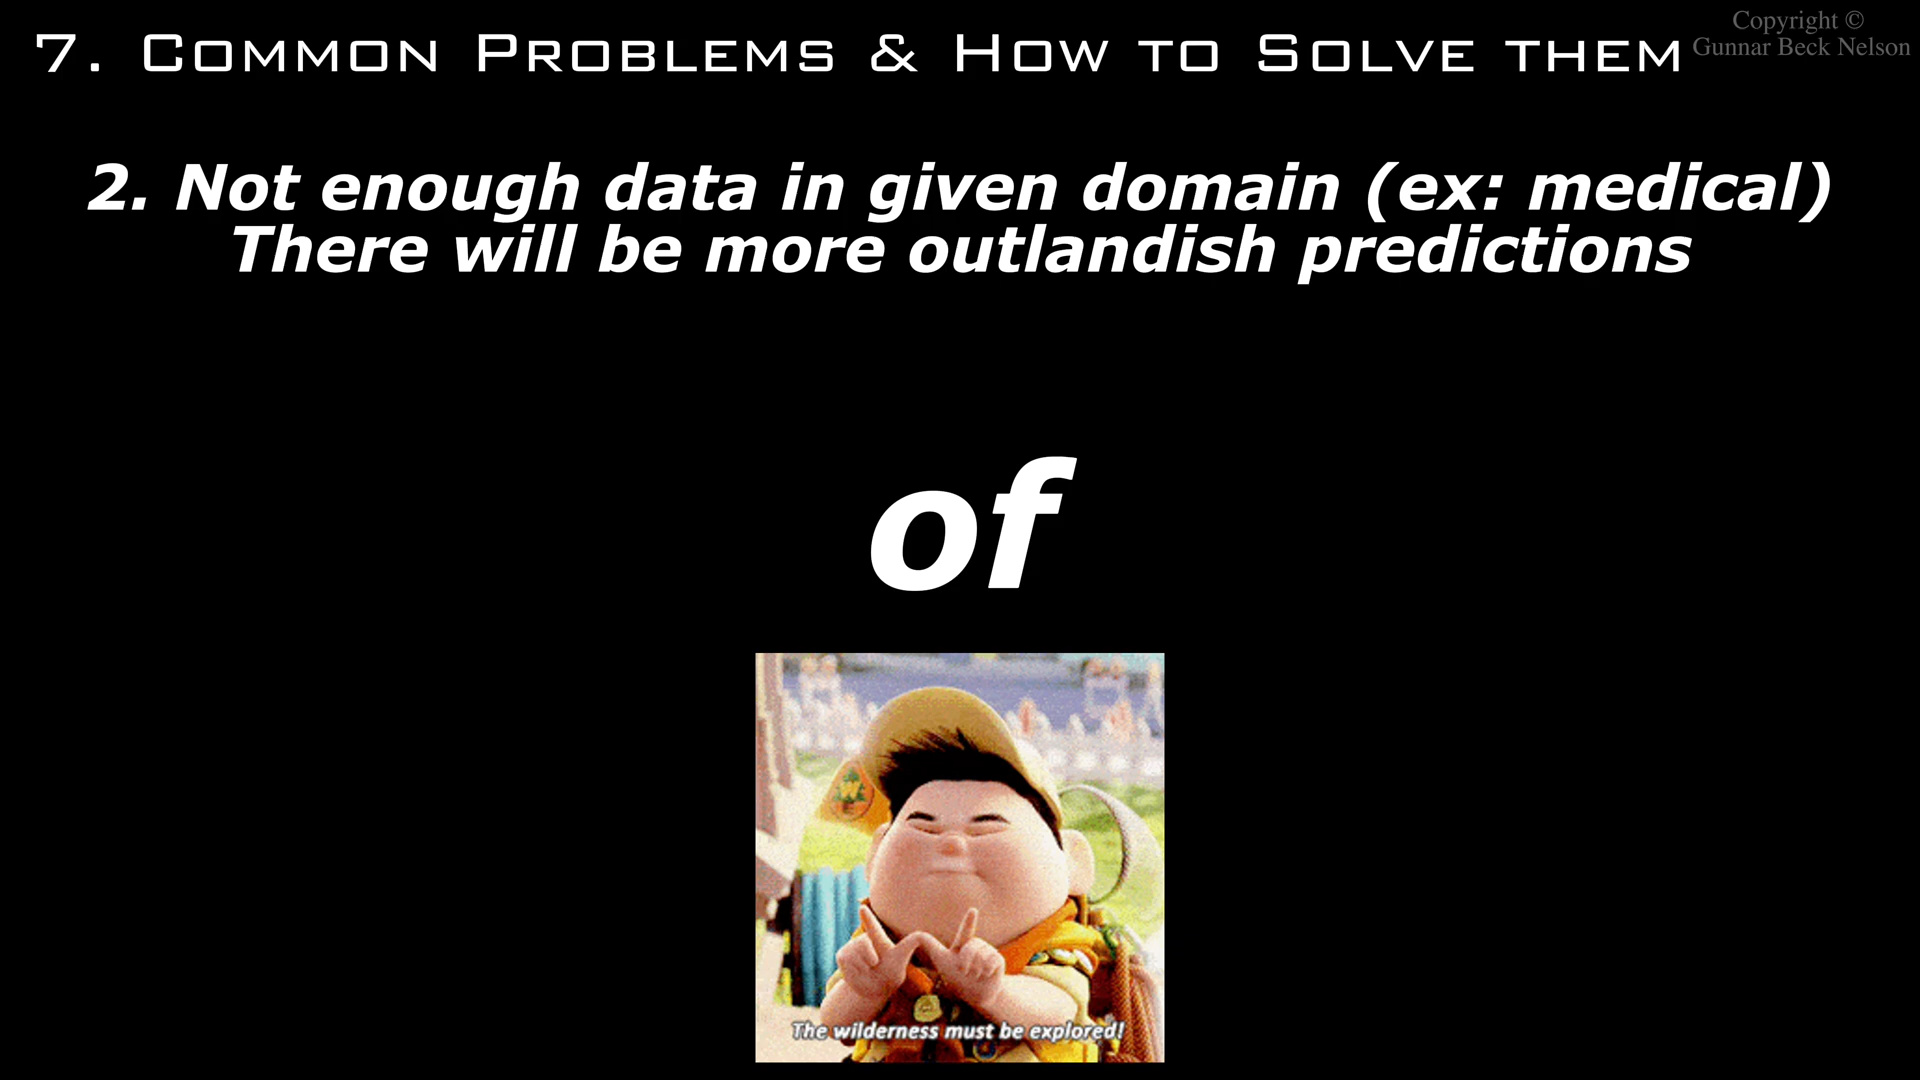 7. Common Problems & How to Solve them
Copyright ©
Gunnar Beck Nelson
2. Not enough data in given domain (ex: medical)
There will be more outlandish predictions
of
W
The wilderness must be explored!